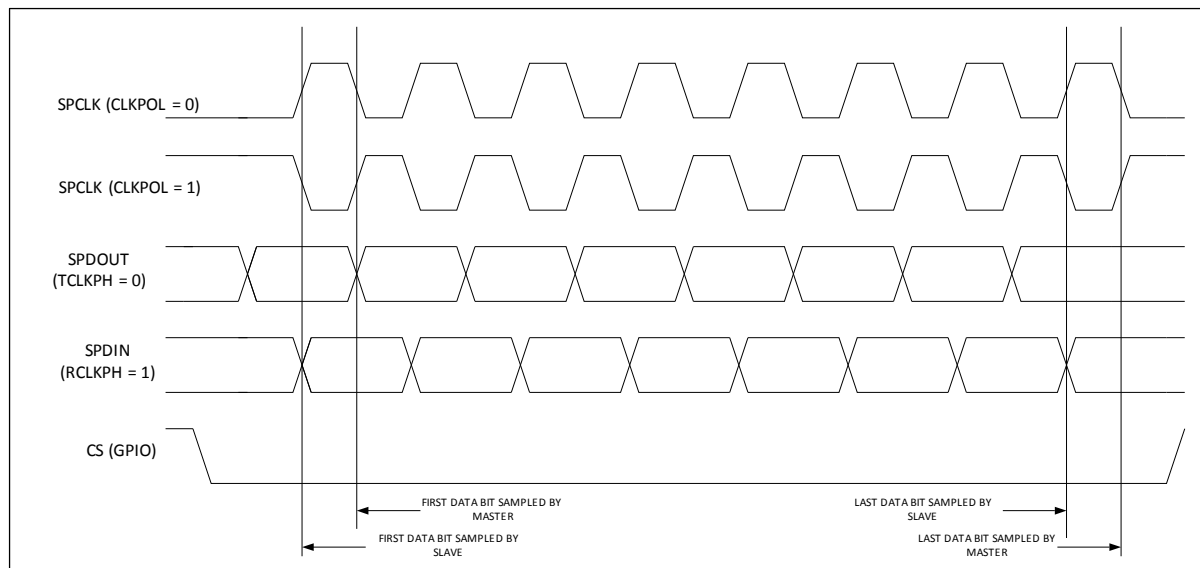 SPCLK (CLKPOL = 0)
SPCLK (CLKPOL = 1)
SPDOUT
(TCLKPH = 0)
SPDIN
(RCLKPH = 1)
CS (GPIO)
FIRST DATA BIT SAMPLED BY
MASTER
LAST DATA BIT SAMPLED BY
SLAVE
FIRST DATA BIT SAMPLED BY
SLAVE
LAST DATA BIT SAMPLED BY
MASTER